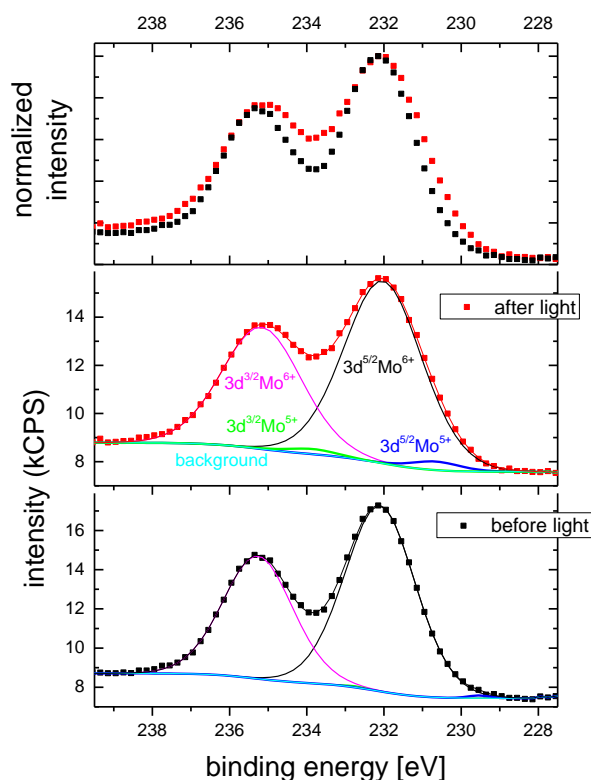 238 236 234 232 230 228
normalized
intensity
14
12
10
8
after light
3d5/2Mo6+
3d3/2Mo6+
3d3/2Mo5+
3d5/2Mo5+
background
intensity (kCPS)
16
14
12
10
8
before light
238 236 234 232 230 228
binding energy [eV]